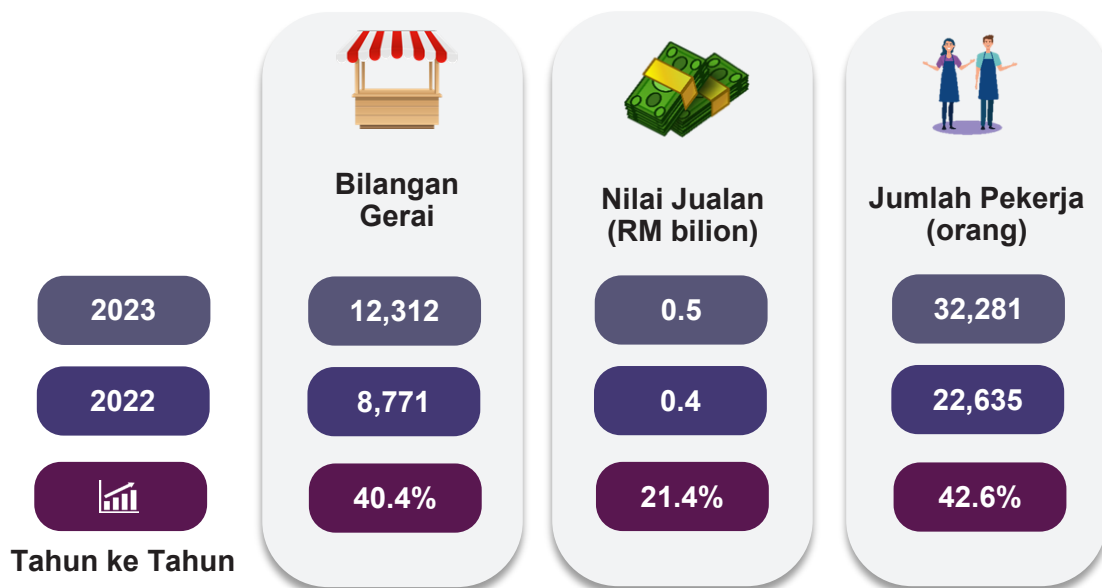 Bilangan
Gerai
Nilai Jualan
(RM bilion)
Jumlah Pekerja
(orang)
2023
12,312
0.5
32,281
2022
8,771
0.4
22,635
40.4%
21.4%
42.6%
Tahun ke Tahun